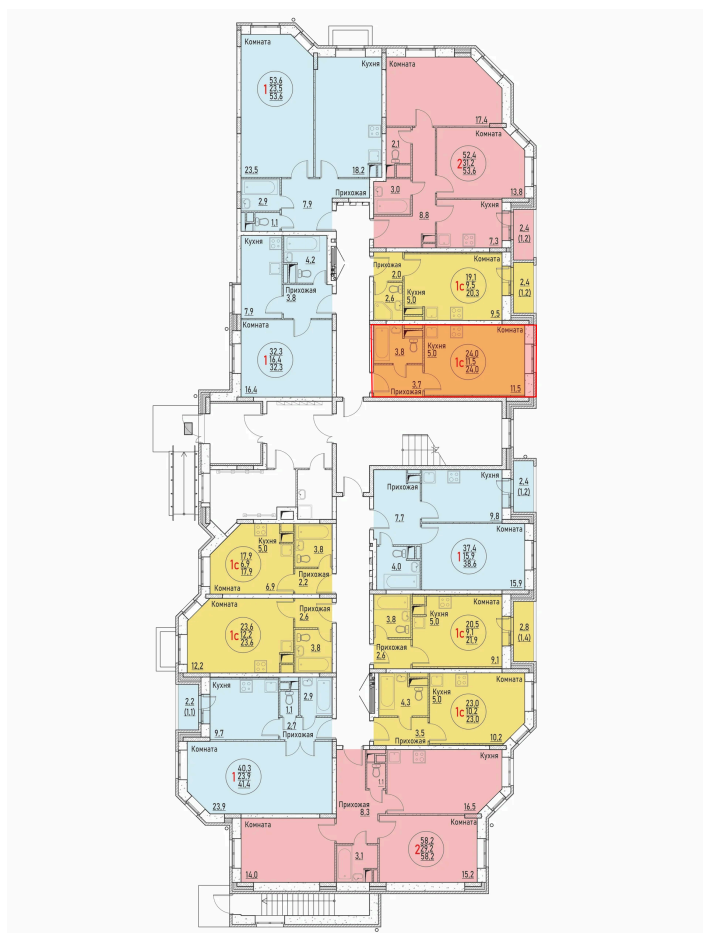 Комната
1
53.6
23.5
53.6
23.5
Кухня
18.2
2.9
1.1
7.9
Прихожая
Комната
17.4
2.1
3.0
8.8
Комната
2
52.4
31.2
53.6
13.8
Кухня
7.3
2.4
(1.2)
Кухня
7.9
4.2
Прихожая
3.8
Комната
1
32.3
16.4
32.3
16.4
Прихожая
2.0
2.6
Кухня
5.0
Комната
1с
19.1
9.5
20.3
9.5
2.4
(1.2)
3.8
Кухня
5.0
3.7
Прихожая
Комната
1с
24.0
11.5
24.0
11.5
Прихожая
7.7
4.0
Кухня
9.8
2.4
(1.2)
Комната
1
37.4
15.9
38.6
15.9
Кухня
5.0
1с
17.9
6.9
17.9
6.9
Комната
3.8
Прихожая
2.2
Комната
1с
23.6
12.2
23.6
12.2
Прихожая
2.6
3.8
3.8
Прихожая
2.6
Кухня
5.0
Комната
1с
20.5
9.1
21.9
9.1
2.8
(1.4)
4.3
Кухня
5.0
3.5
Прихожая
Комната
1с
23.0
10.2
23.0
10.2
2.2
(1.1)
Кухня
9.7
1.1
2.9
2.7
Прихожая
Комната
1
40.3
23.9
41.4
23.9
1.1
Кухня
16.5
Прихожая
8.3
Комната
14.0
3.1
Комната
2
58.2
29.2
58.2
15.2